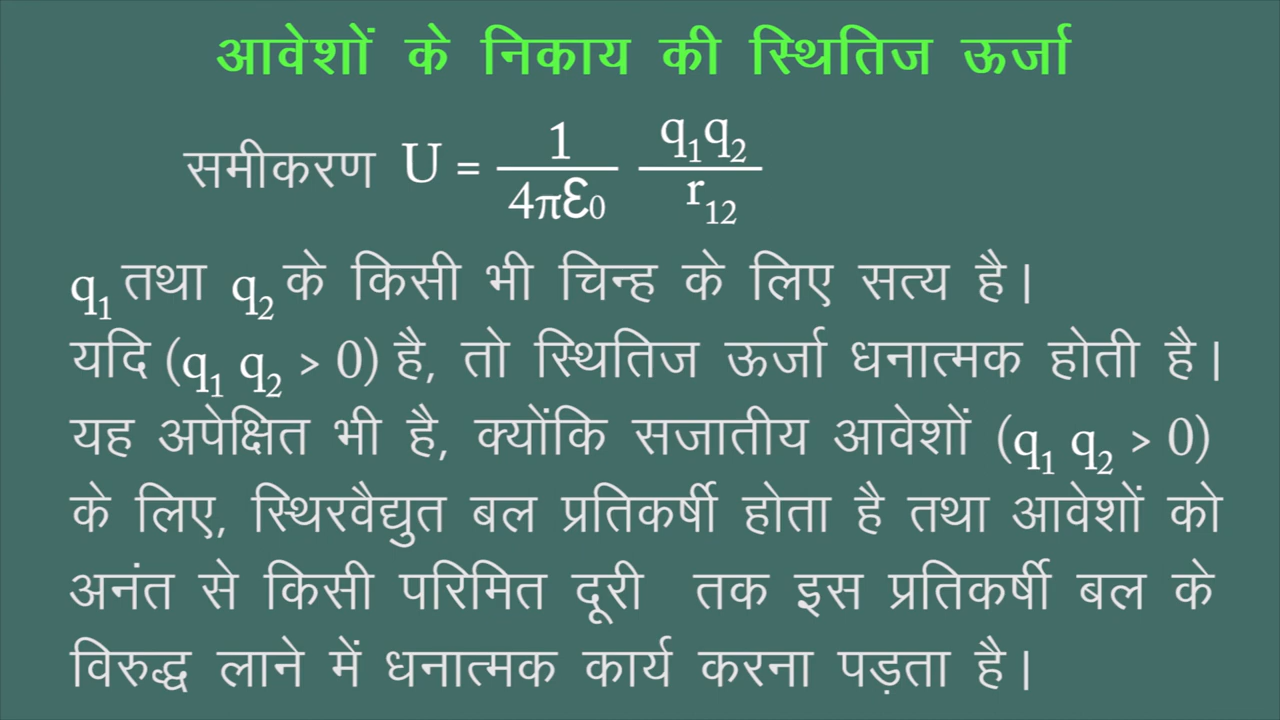 आवेशों के निकाय की स्थितिज ऊर्जा
समीकरण U = 1/4πƐ₀ q₁q₂/r₁₂
q₁ तथा q₂ के किसी भी चिन्ह के लिए सत्य है।
यदि (q₁ q₂ > 0) है, तो स्थितिज ऊर्जा धनात्मक होती है।
यह अपेक्षित भी है, क्योंकि सजातीय आवेशों (q₁ q₂ > 0)
के लिए, स्थिरवैद्युत बल प्रतिकर्षी होता है तथा आवेशों को
अनंत से किसी परिमित दूरी तक इस प्रतिकर्षी बल के
विरुद्ध लाने में धनात्मक कार्य करना पड़ता है।